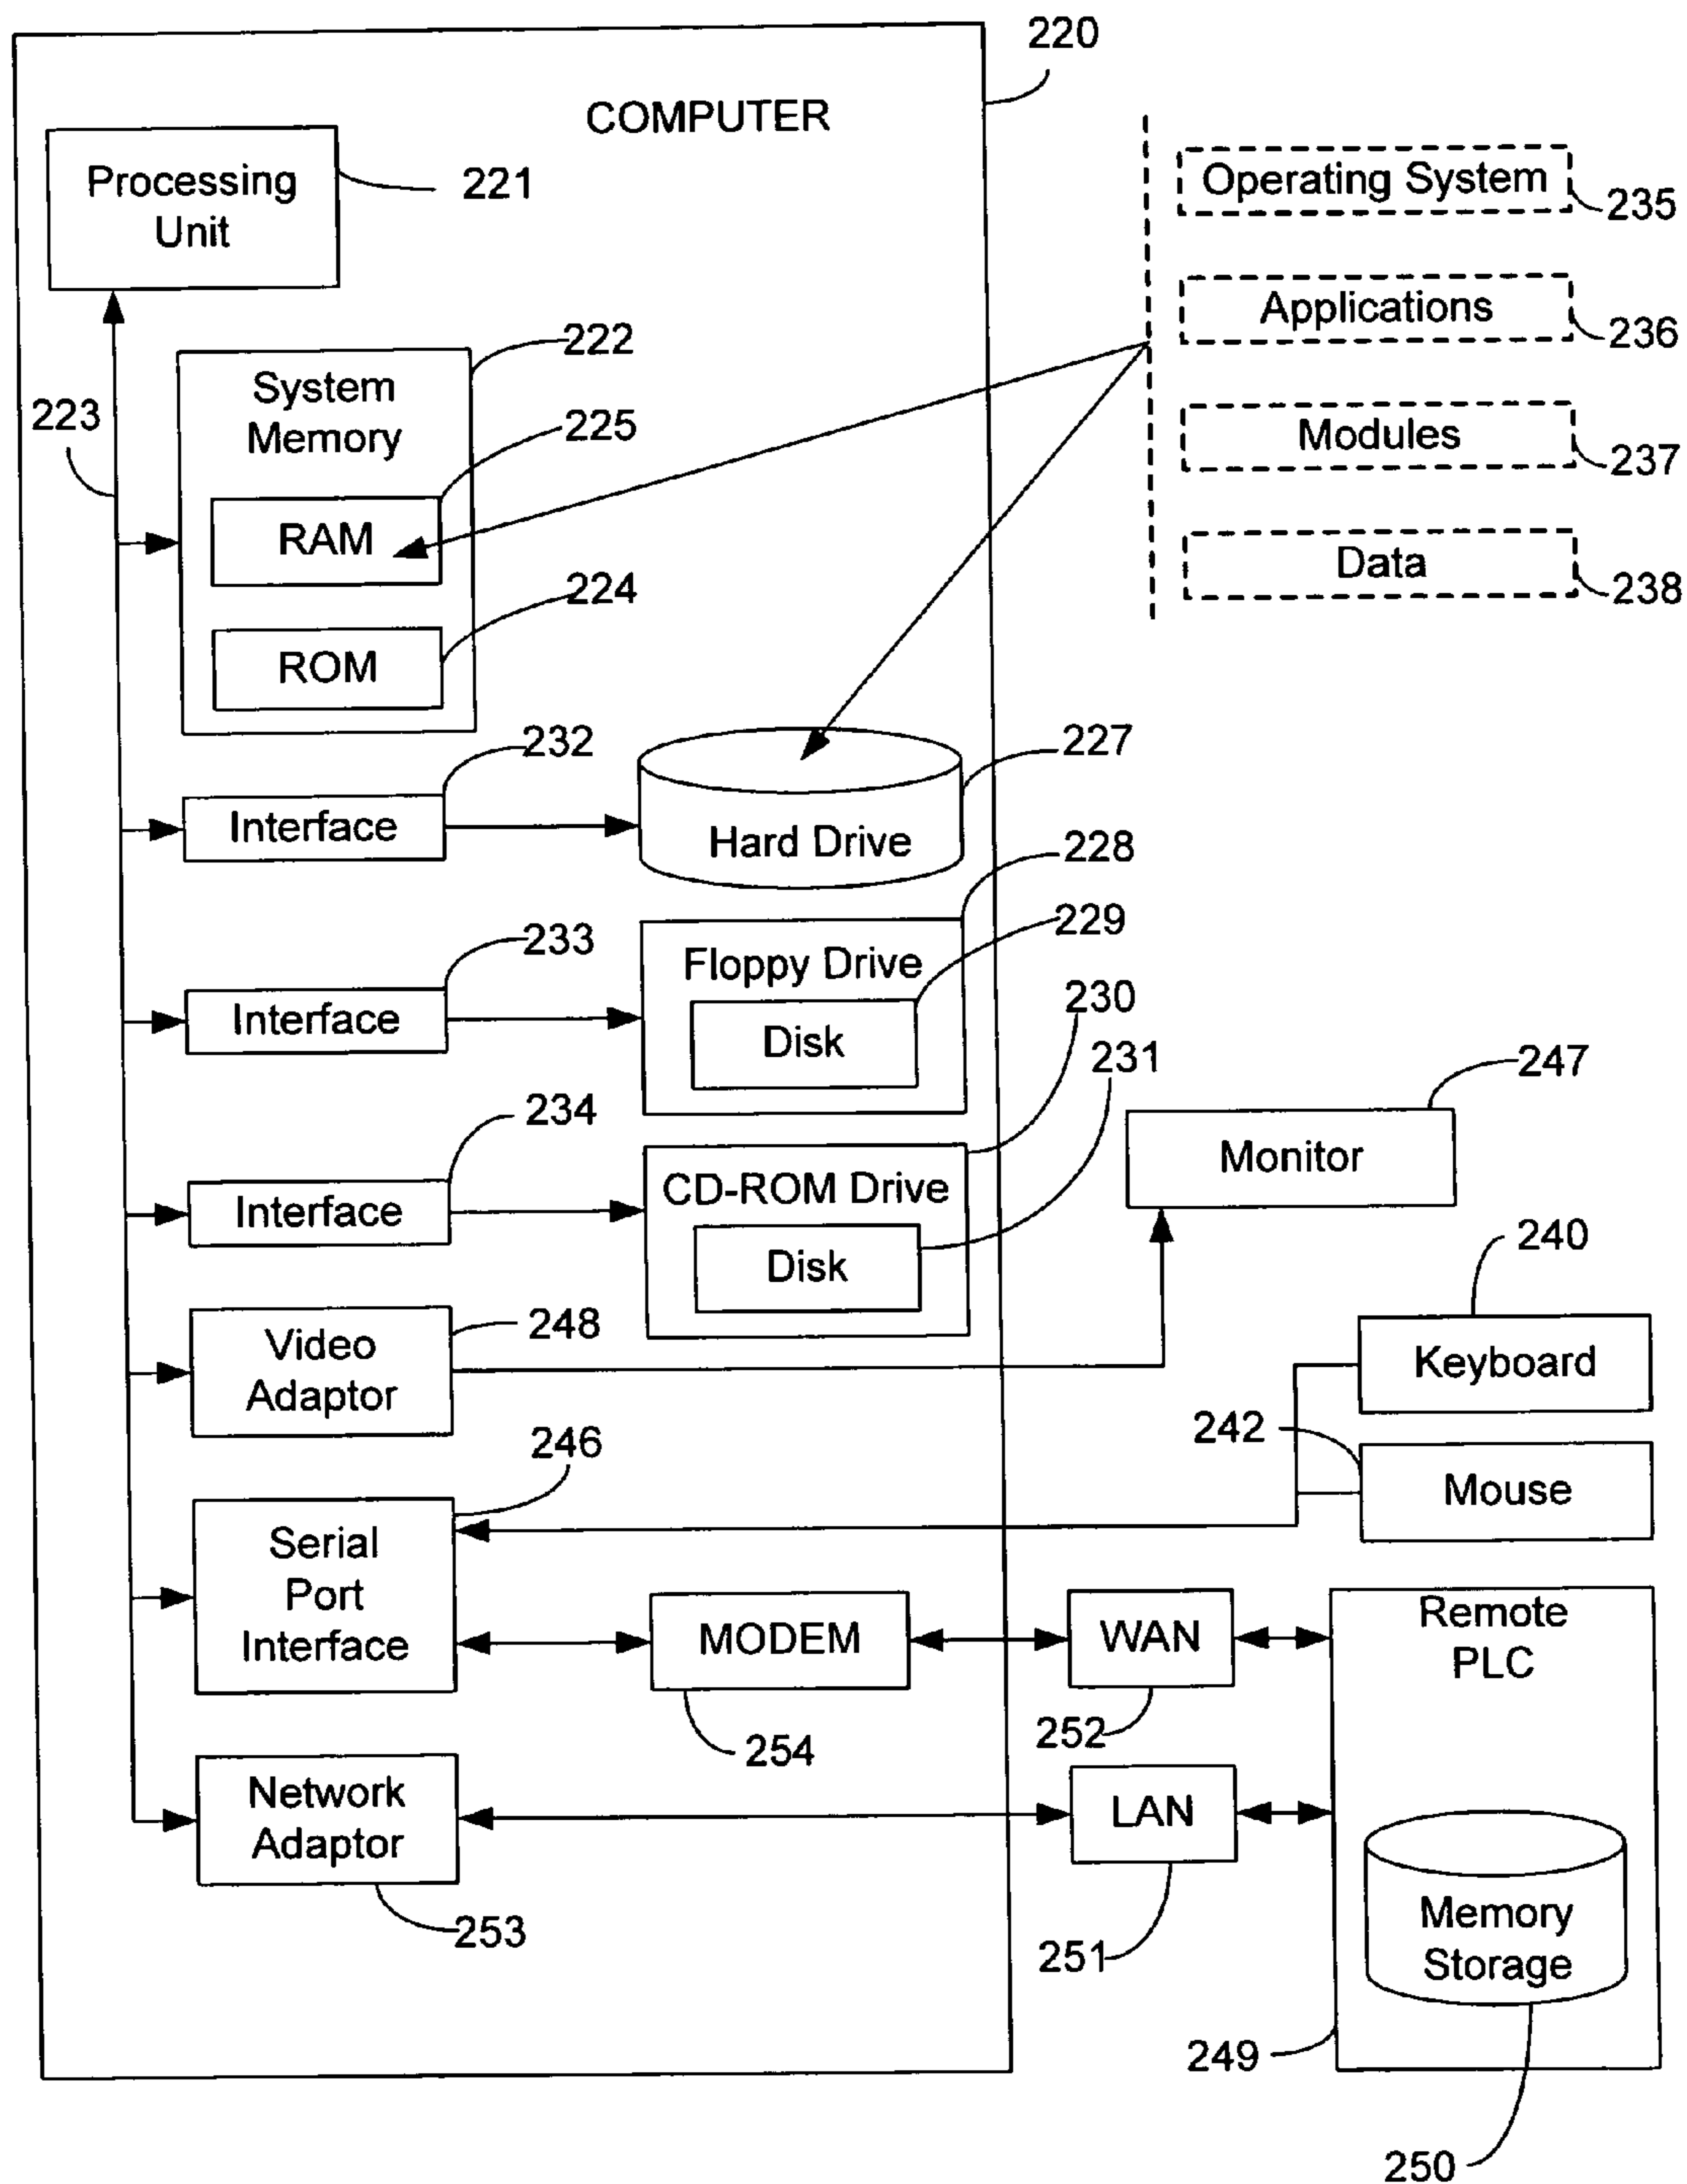 220
COMPUTER
Processing
Unit
221
Operating System
235
Applications
236
Modules
237
Data
238
222
System
Memory
223
225
RAM
224
ROM
232
Interface
227
Hard Drive
228
233
Interface
229
Floppy Drive
Disk
230
231
234
Interface
CD-ROM Drive
Disk
247
Monitor
240
Keyboard
248
Video
Adaptor
242
Mouse
246
Serial
Port
Interface
MODEM
254
WAN
252
Remote
PLC
Network
Adaptor
253
LAN
251
Memory
Storage
249
250